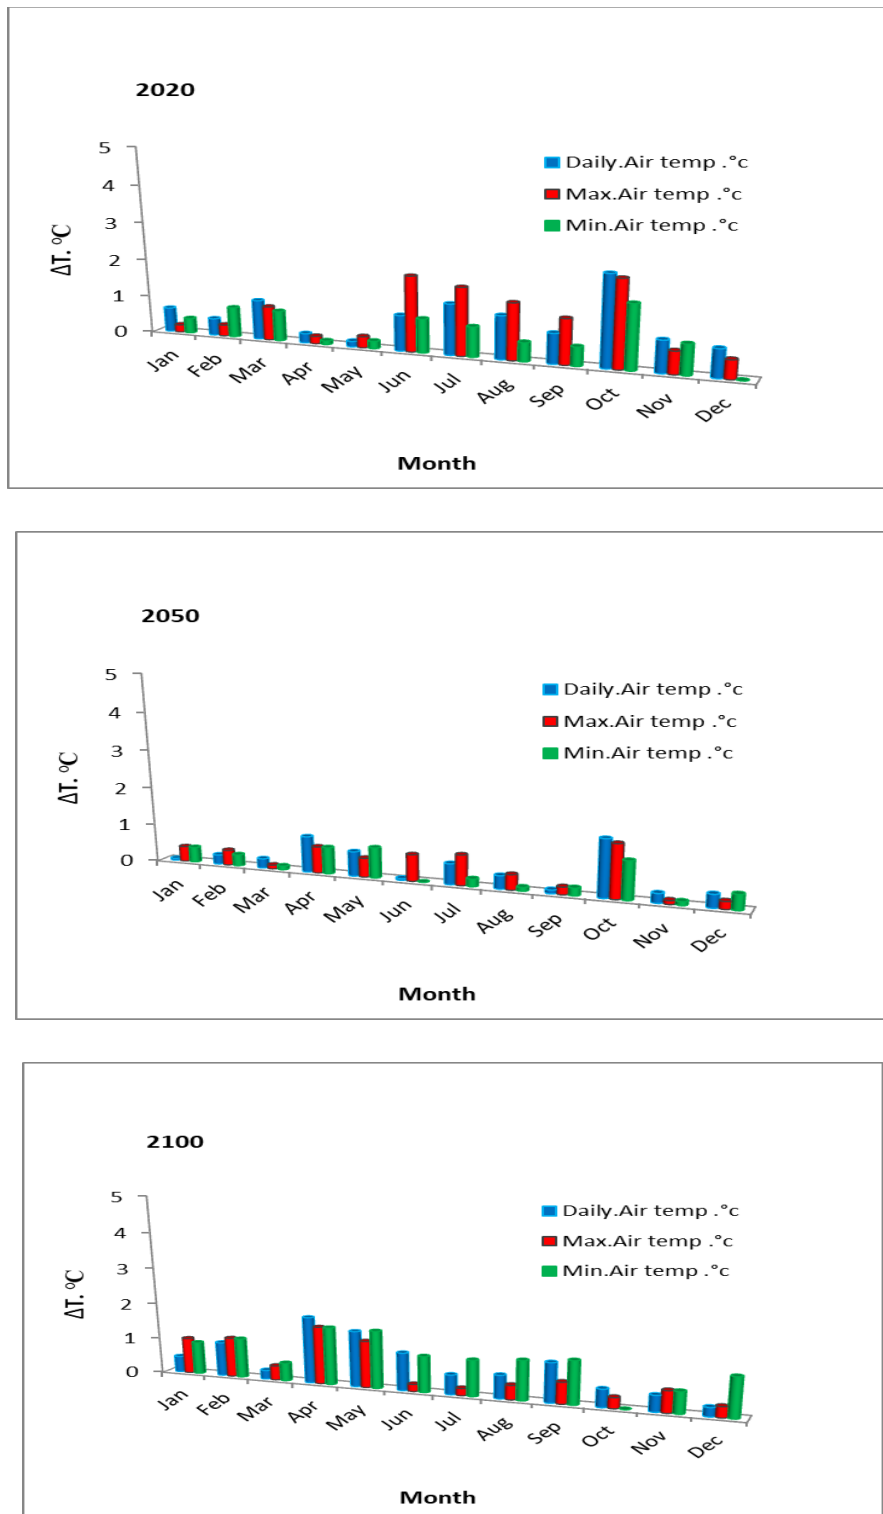 2020
5
4
3
2
1
0
ΔT. ºC
Daily.Air temp .°c
Max.Air temp .°c
Min.Air temp .°c
Jan Feb Mar Apr May Jun Jul Aug Sep Oct Nov Dec
Month
2050
5
4
3
2
1
0
ΔT. ºC
Daily.Air temp .°c
Max.Air temp .°c
Min.Air temp .°c
Jan Feb Mar Apr May Jun Jul Aug Sep Oct Nov Dec
Month
2100
5
4
3
2
1
0
ΔT. ºC
Daily.Air temp .°c
Max.Air temp .°c
Min.Air temp .°c
Jan Feb Mar Apr May Jun Jul Aug Sep Oct Nov Dec
Month